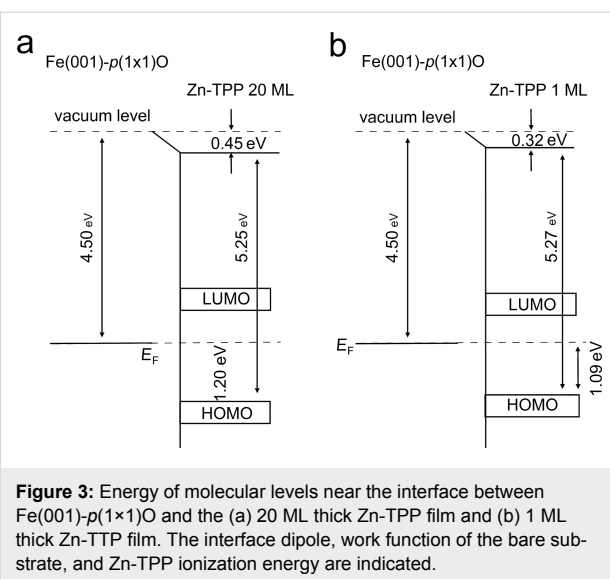 a
Fe(001)-p(1x1)O
Zn-TPP 20 ML
vacuum level
0.45 eV
4.50 eV
5.25 eV
LUMO
EF
1.20 eV
HOMO
b
Fe(001)-p(1x1)O
Zn-TPP 1 ML
vacuum level
0.32 eV
4.50 eV
5.27 eV
LUMO
EF
1.09 eV
HOMO
Figure 3: Energy of molecular levels near the interface between
Fe(001)-p(1×1)O and the (a) 20 ML thick Zn-TPP film and (b) 1 ML
thick Zn-TTP film. The interface dipole, work function of the bare sub-
strate, and Zn-TPP ionization energy are indicated.